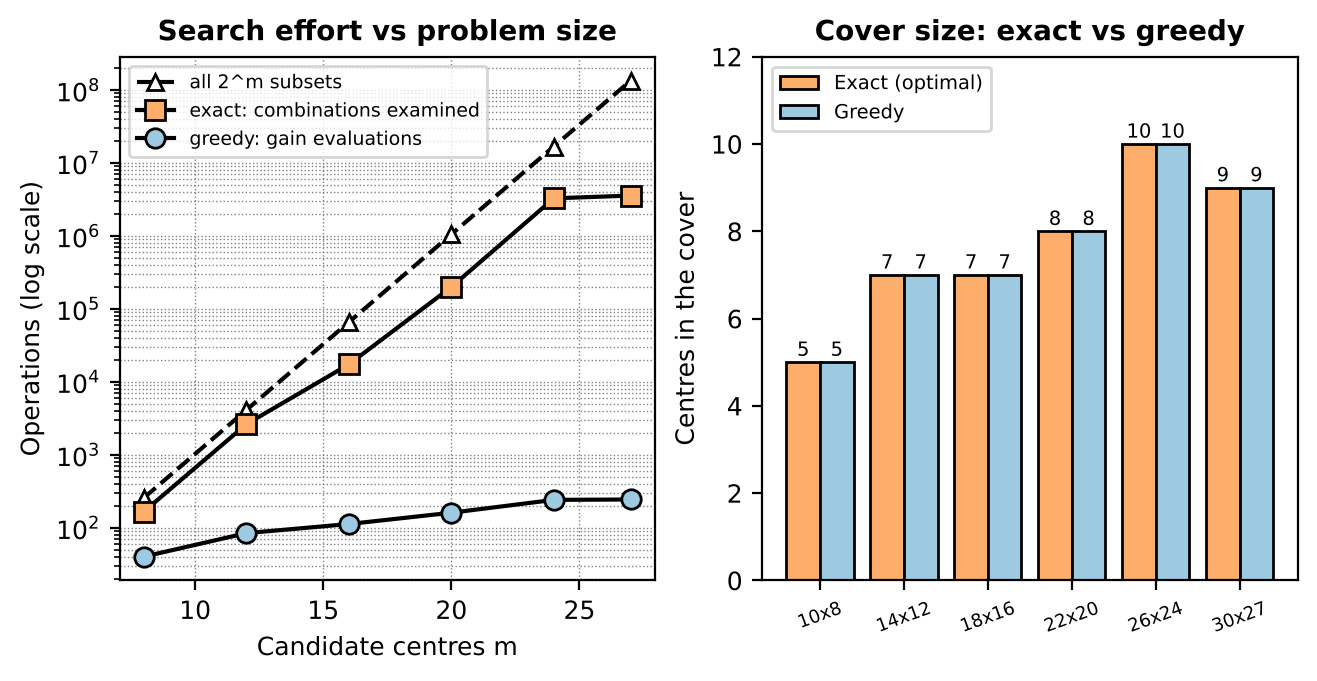 Search effort vs problem size
all 2^m subsets
exact: combinations examined
greedy: gain evaluations
Operations (log scale)
10^8
10^7
10^6
10^5
10^4
10^3
10^2
10 15 20 25
Candidate centres m
Cover size: exact vs greedy
Exact (optimal)
Greedy
Centres in the cover
12
10
8
6
4
2
0
5 5 7 7 7 7 8 8 10 10 9 9
10x8 14x12 18x16 22x20 26x24 30x27